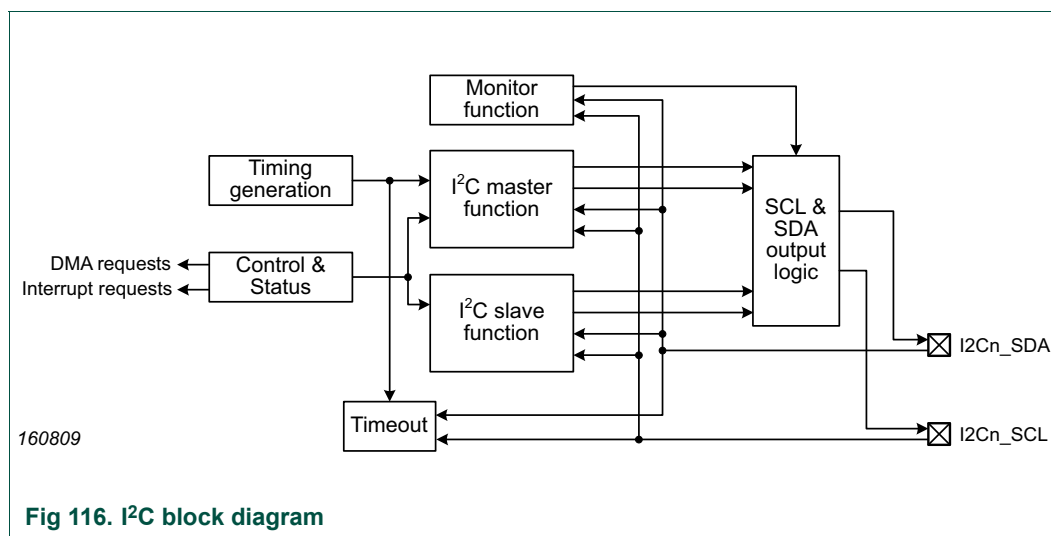 Monitor
function
Timing
generation
I²C master
function
SCL &
SDA
output
logic
DMA requests
Interrupt requests
Control &
Status
I²C slave
function
I2Cn_SDA
Timeout
I2Cn_SCL
160809
Fig 116. I²C block diagram